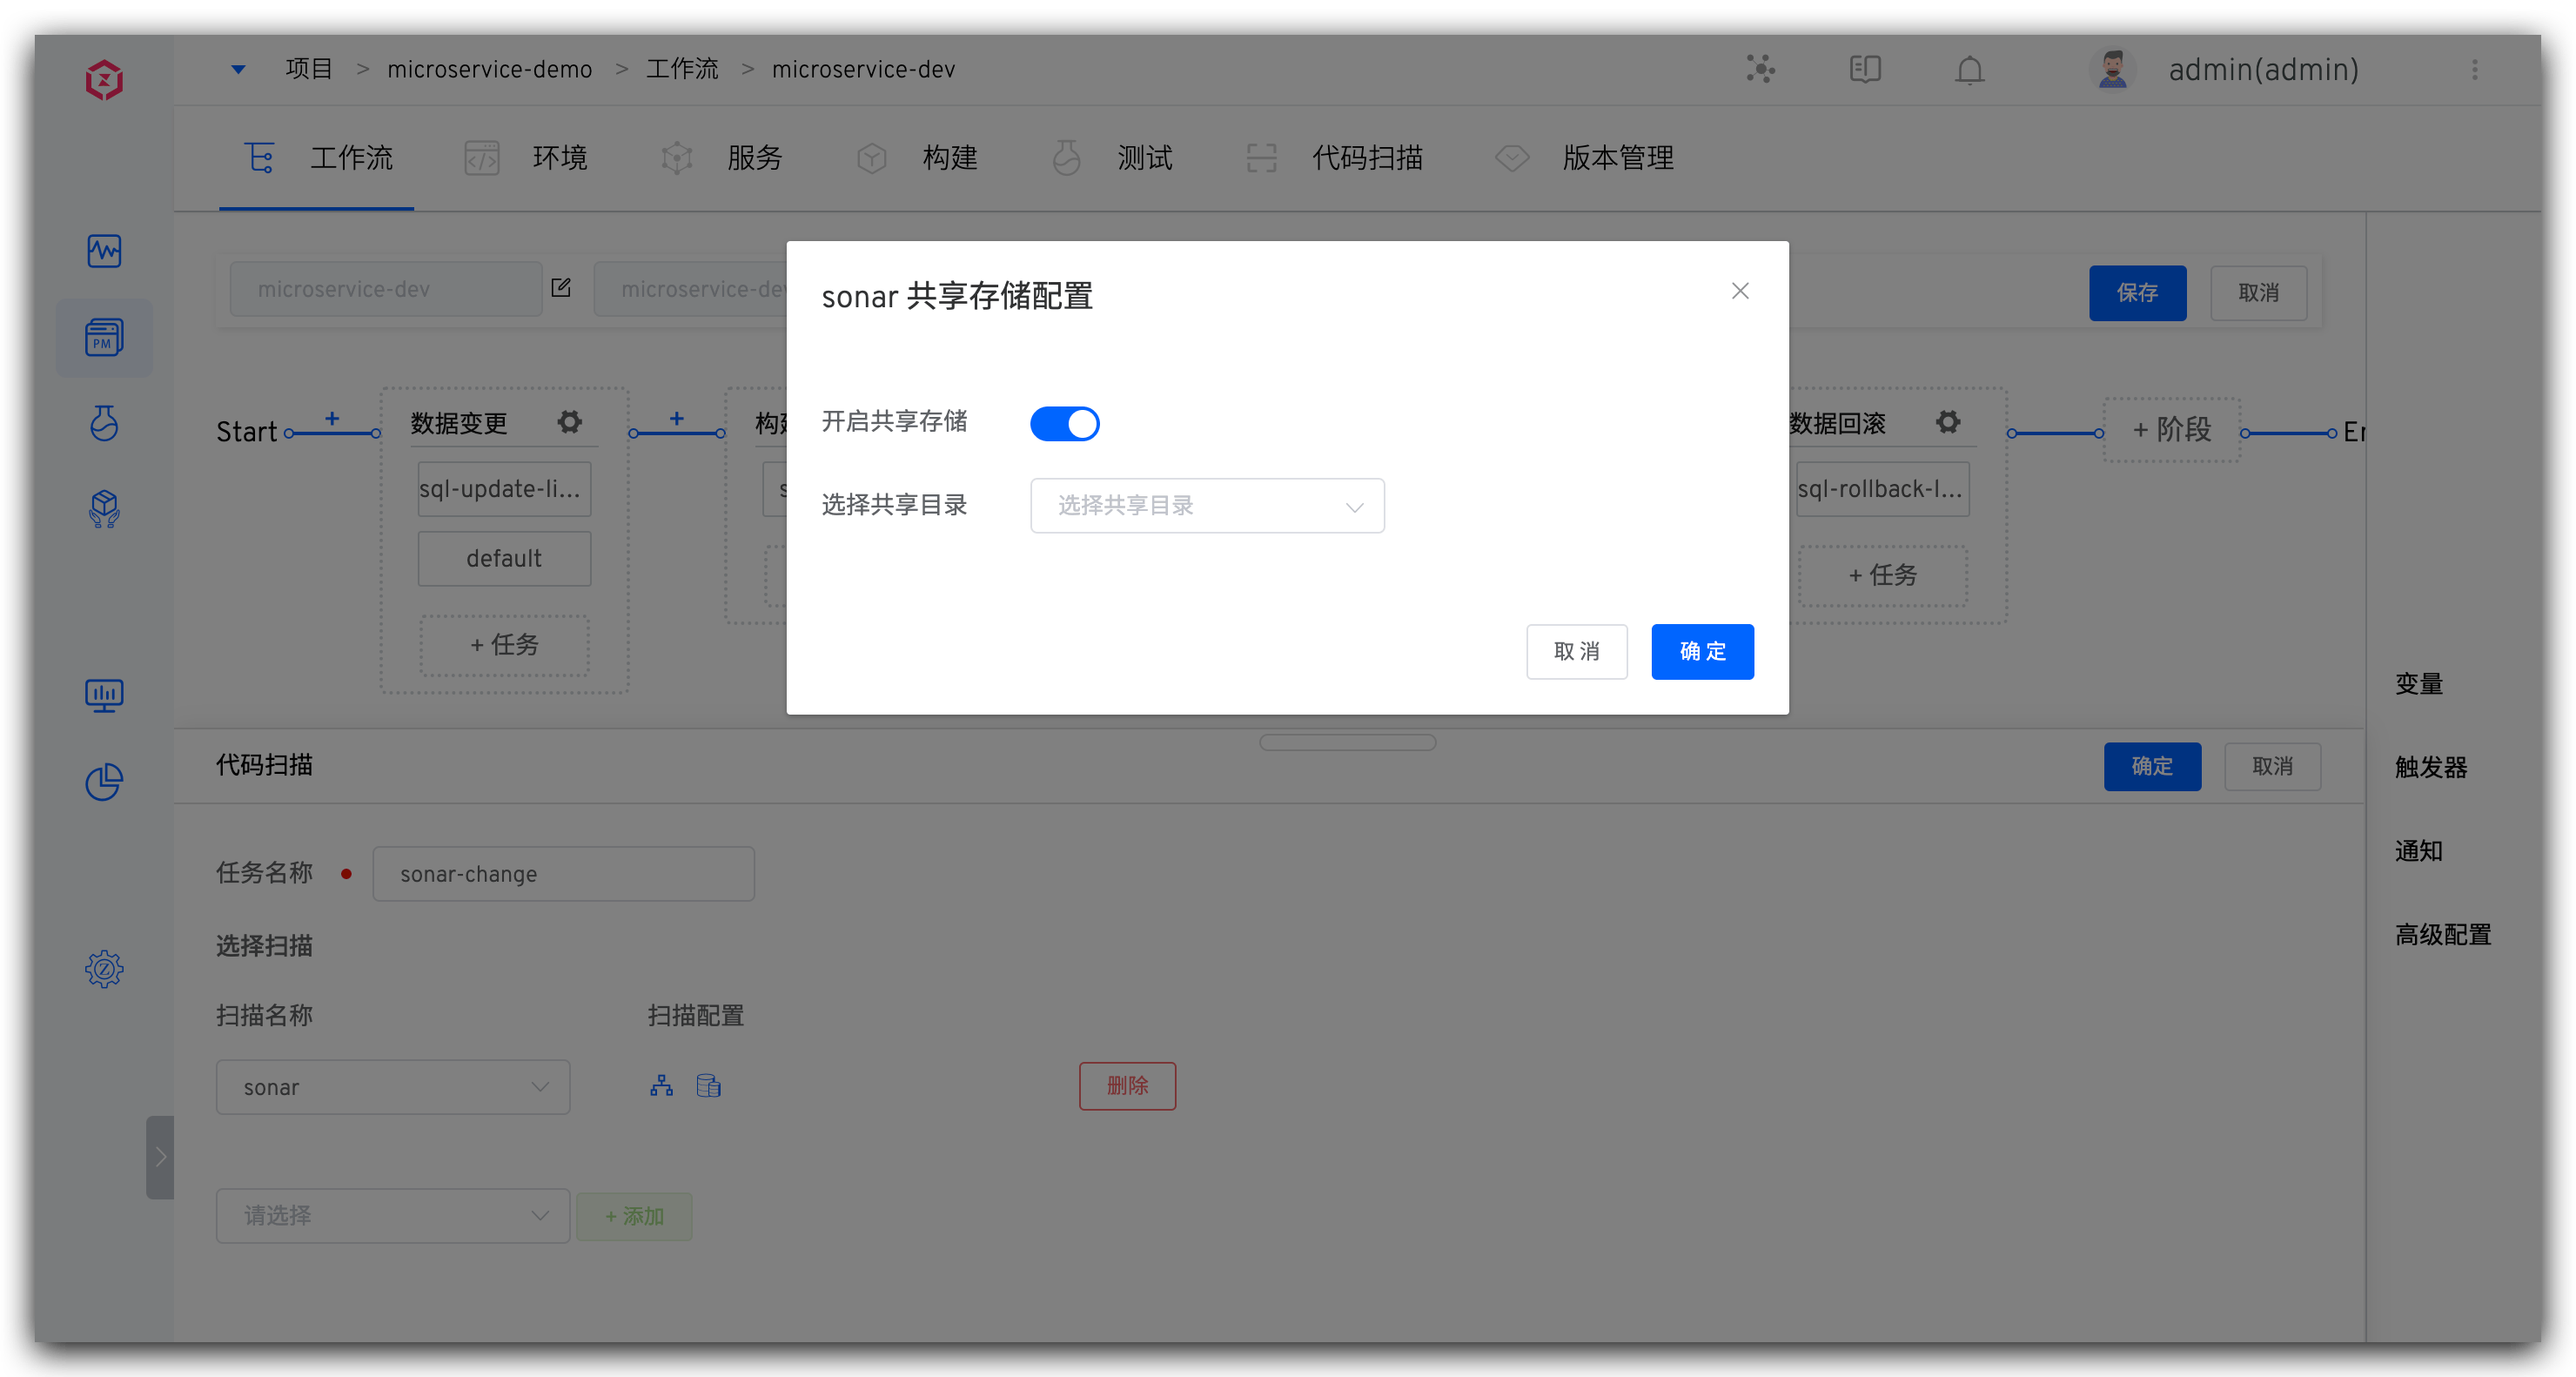 项目 > microservice-demo > 工作流 > microservice-dev
admin(admin)
工作流 环境 服务 构建 测试 代码扫描 版本管理
PM
microservice-dev
保存 取消
sonar 共享存储配置
开启共享存储
选择共享目录 选择共享目录
取 消 确 定
Start
数据变更
sql-update-li...
default
+ 任务
数据回滚
sql-rollback-l...
+ 任务
+ 阶段
代码扫描
确定 取消
任务名称 sonar-change
选择扫描
扫描名称 扫描配置
sonar 删除
请选择 + 添加
变量
触发器
通知
高级配置